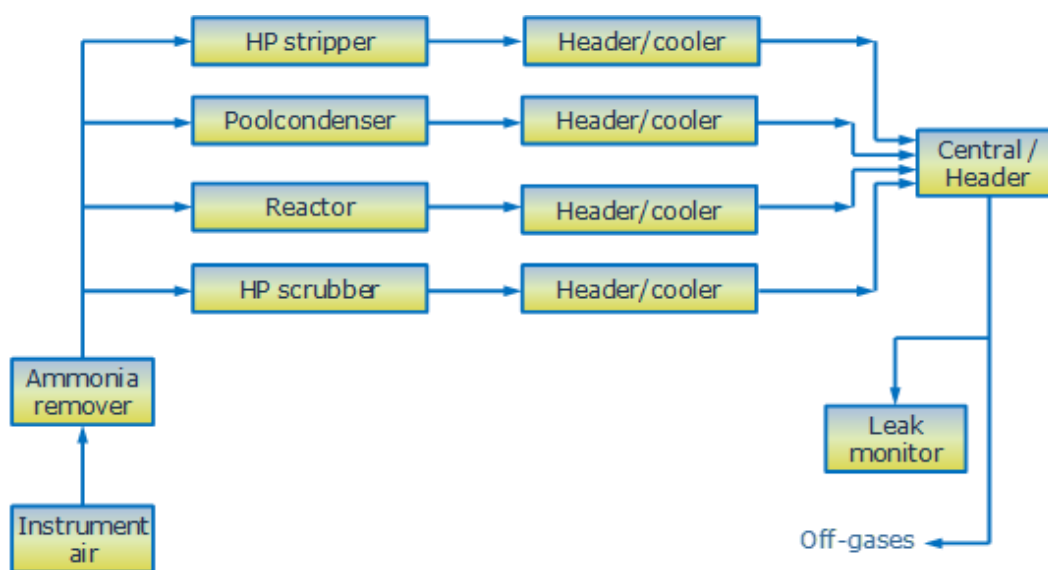 HP stripper
Header/cooler
Poolcondenser
Header/cooler
Central /
Header
Reactor
Header/cooler
HP scrubber
Header/cooler
Ammonia
remover
Leak
monitor
Instrument
air
Off-gases